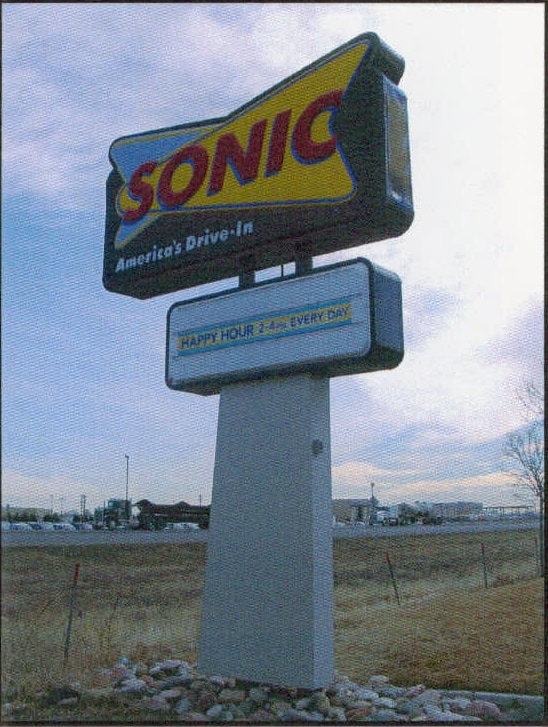 SONIC
America's Drive-In
HAPPY HOUR 2-4PM EVERY DAY